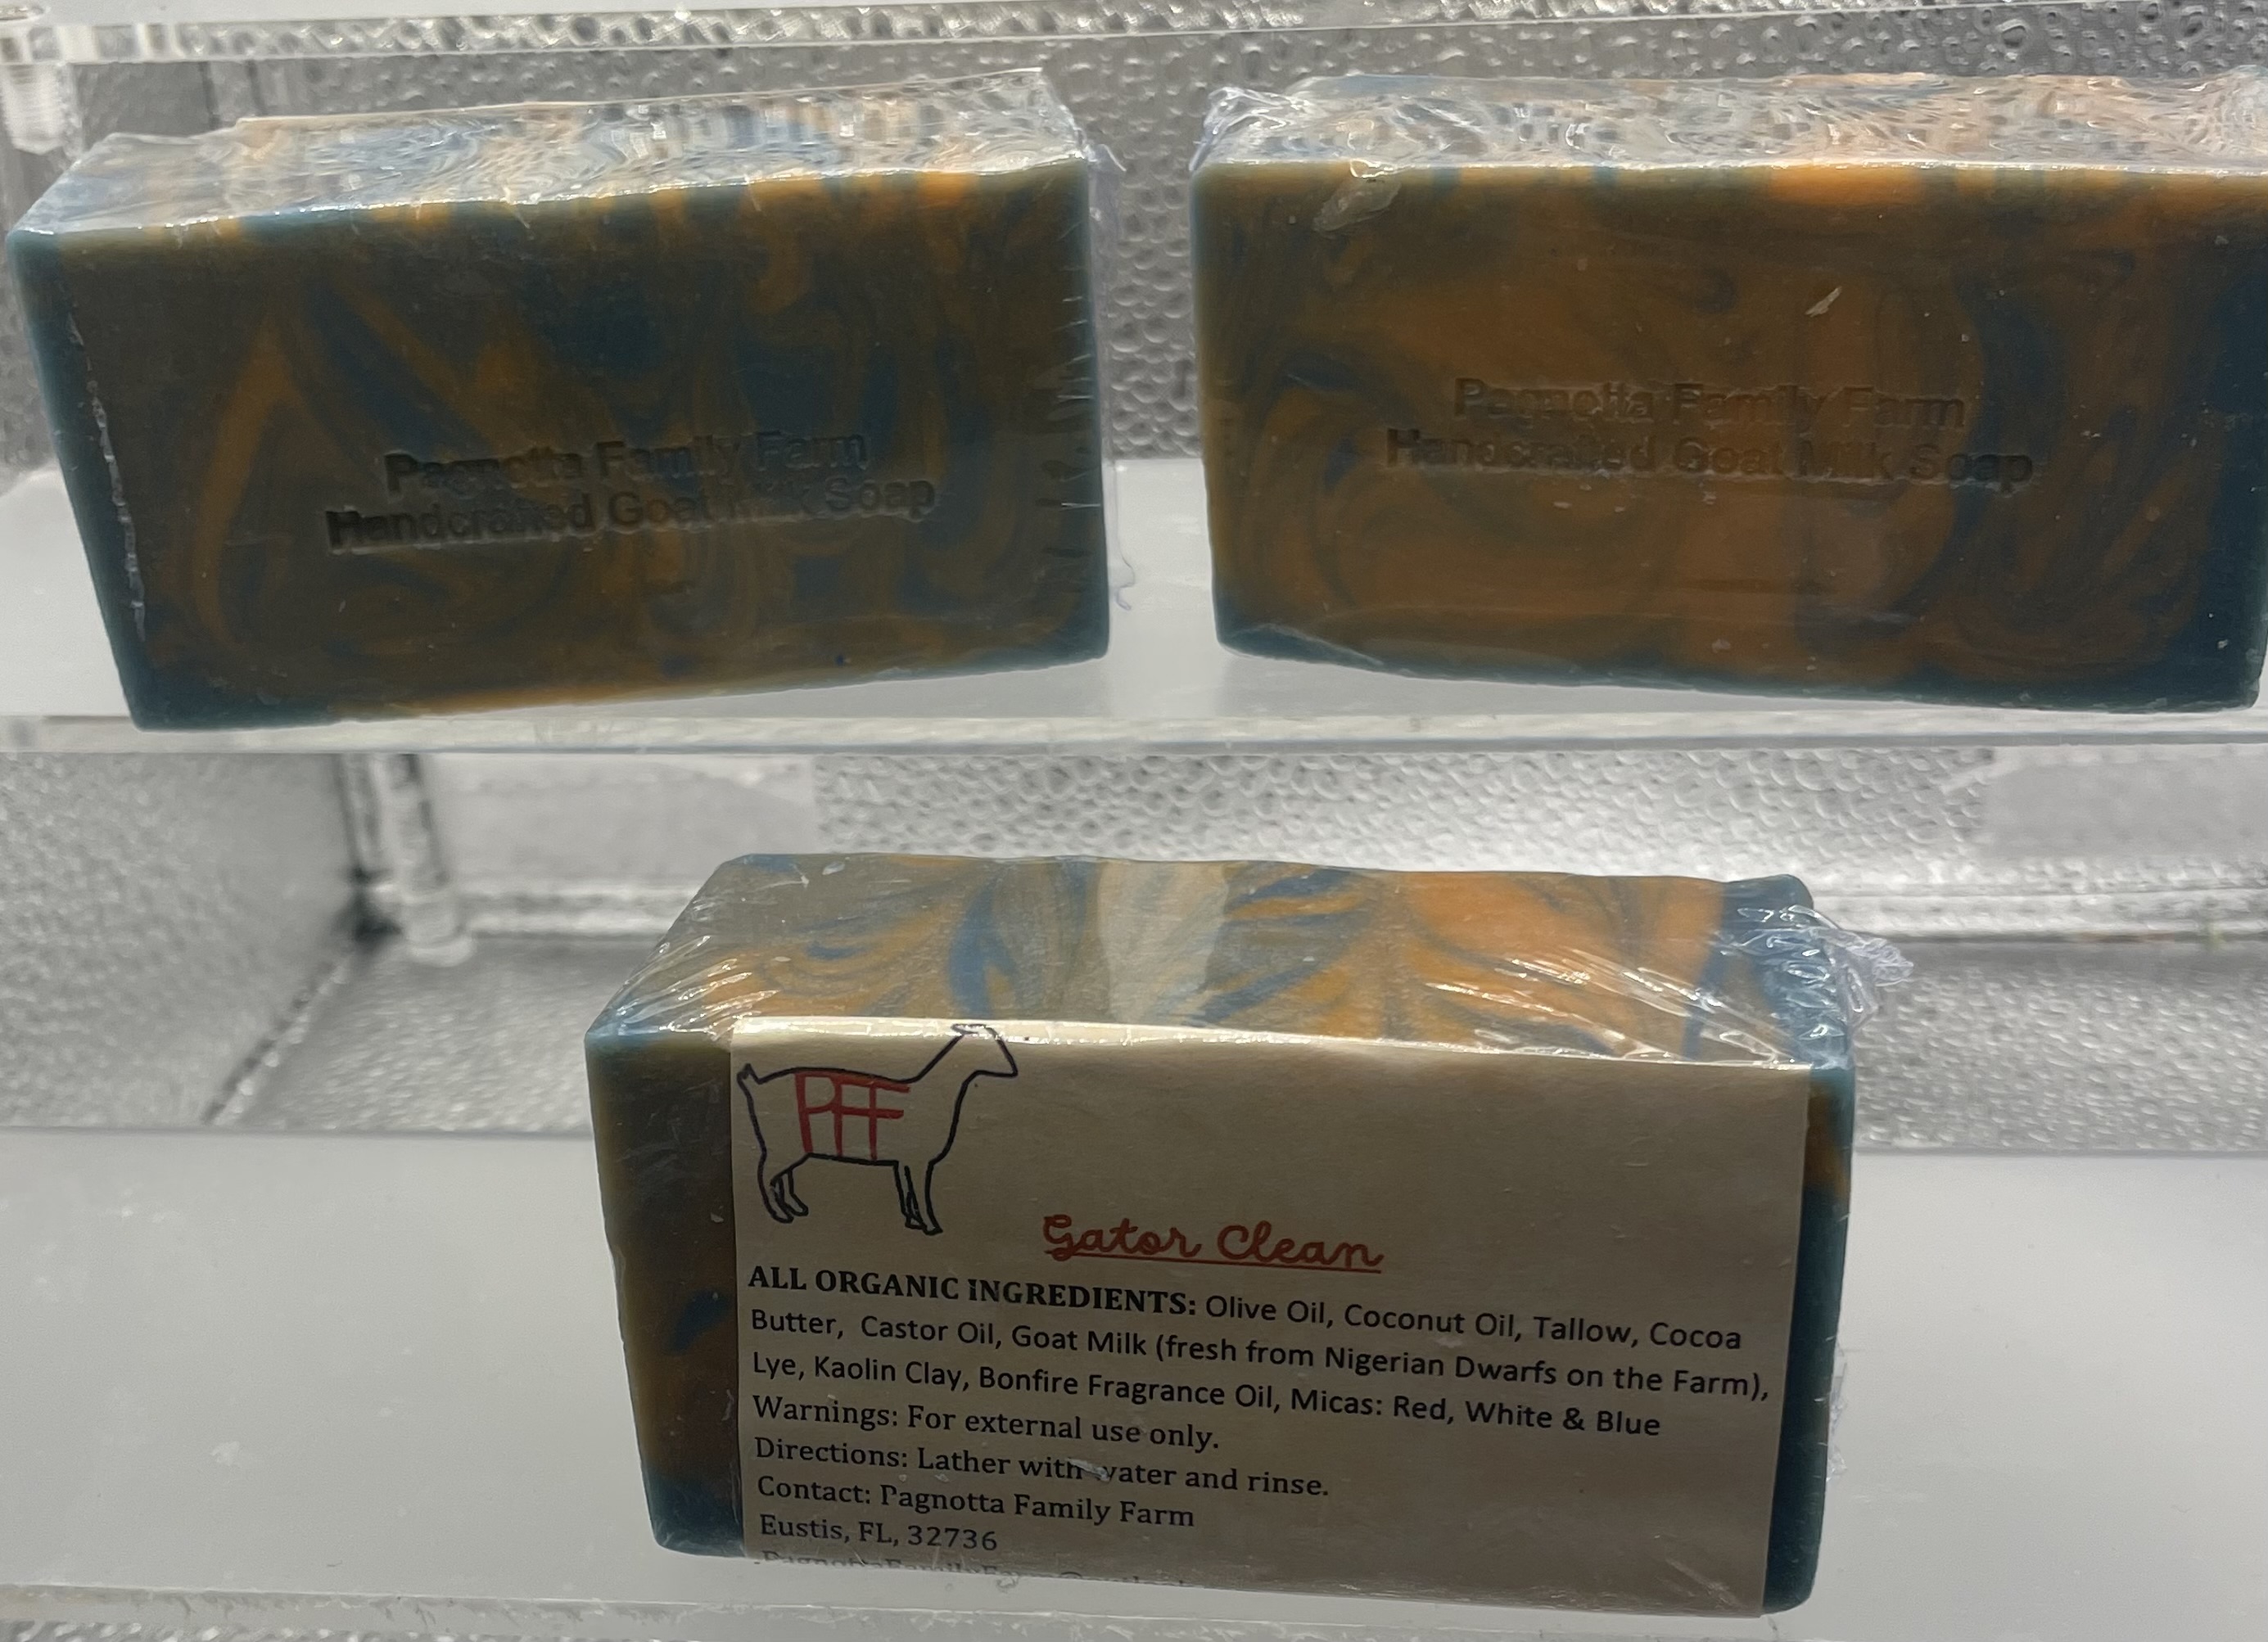 Pagnotta Family Farm
Handcrafted Goat Milk Soap
Pagnotta Family Farm
Handcrafted Goat Milk Soap
PFF
Gator Clean
ALL ORGANIC INGREDIENTS: Olive Oil, Coconut Oil, Tallow, Cocoa
Butter, Castor Oil, Goat Milk (fresh from Nigerian Dwarfs on the Farm),
Lye, Kaolin Clay, Bonfire Fragrance Oil, Micas: Red, White & Blue
Warnings: For external use only.
Directions: Lather with water and rinse.
Contact: Pagnotta Family Farm
Eustis, FL, 32736